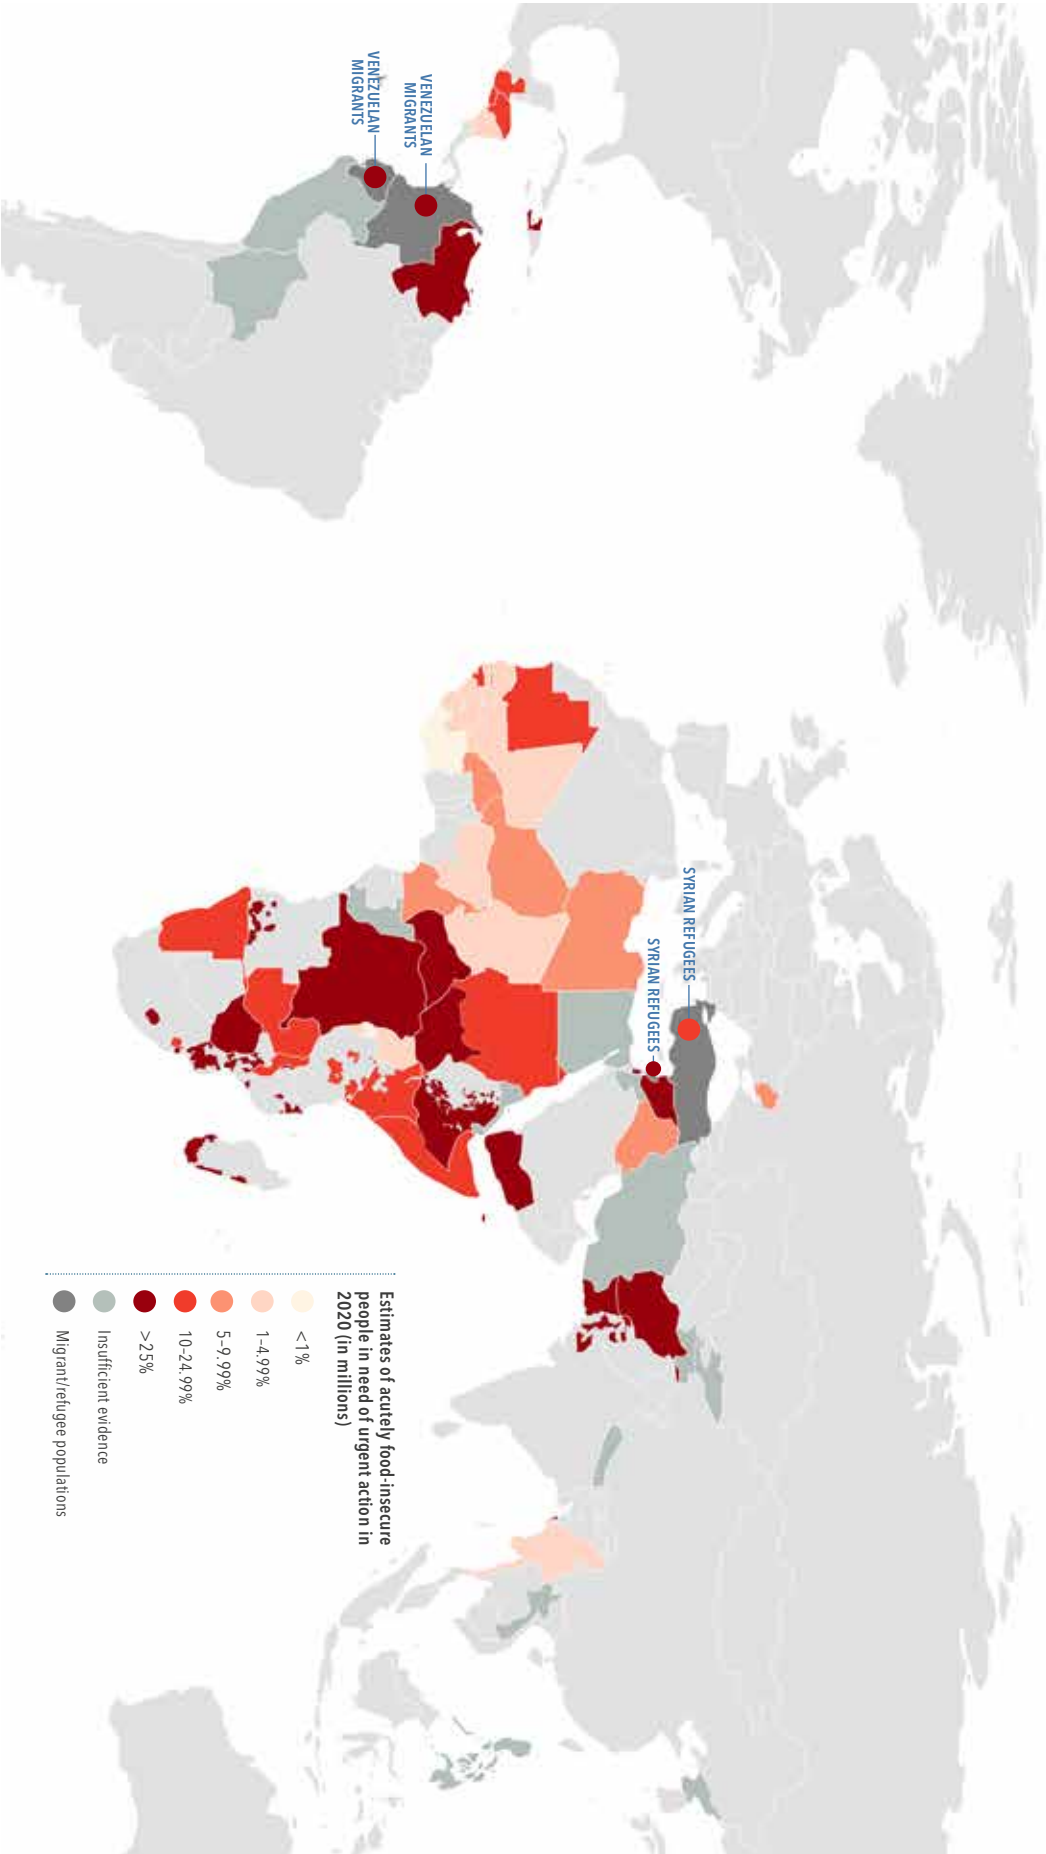 VENEZUELAN
MIGRANTS
VENEZUELAN
MIGRANTS
SYRIAN REFUGEES
SYRIAN REFUGEES
Estimates of acutely food-insecure
people in need of urgent action in
2020 (in millions)
<1%
1–4.99%
5–9.99%
10–24.99%
>25%
Insufficient evidence
Migrant/refugee populations